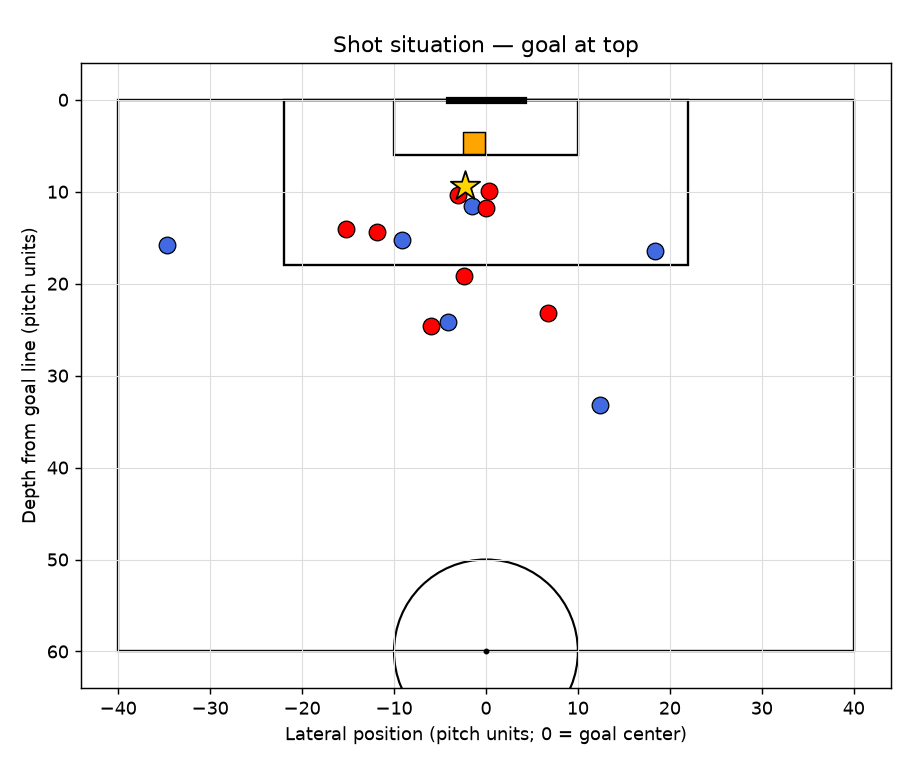 Shot situation — goal at top
0
10
20
30
40
50
60
Depth from goal line (pitch units)
−40 −30 −20 −10 0 10 20 30 40
Lateral position (pitch units; 0 = goal center)